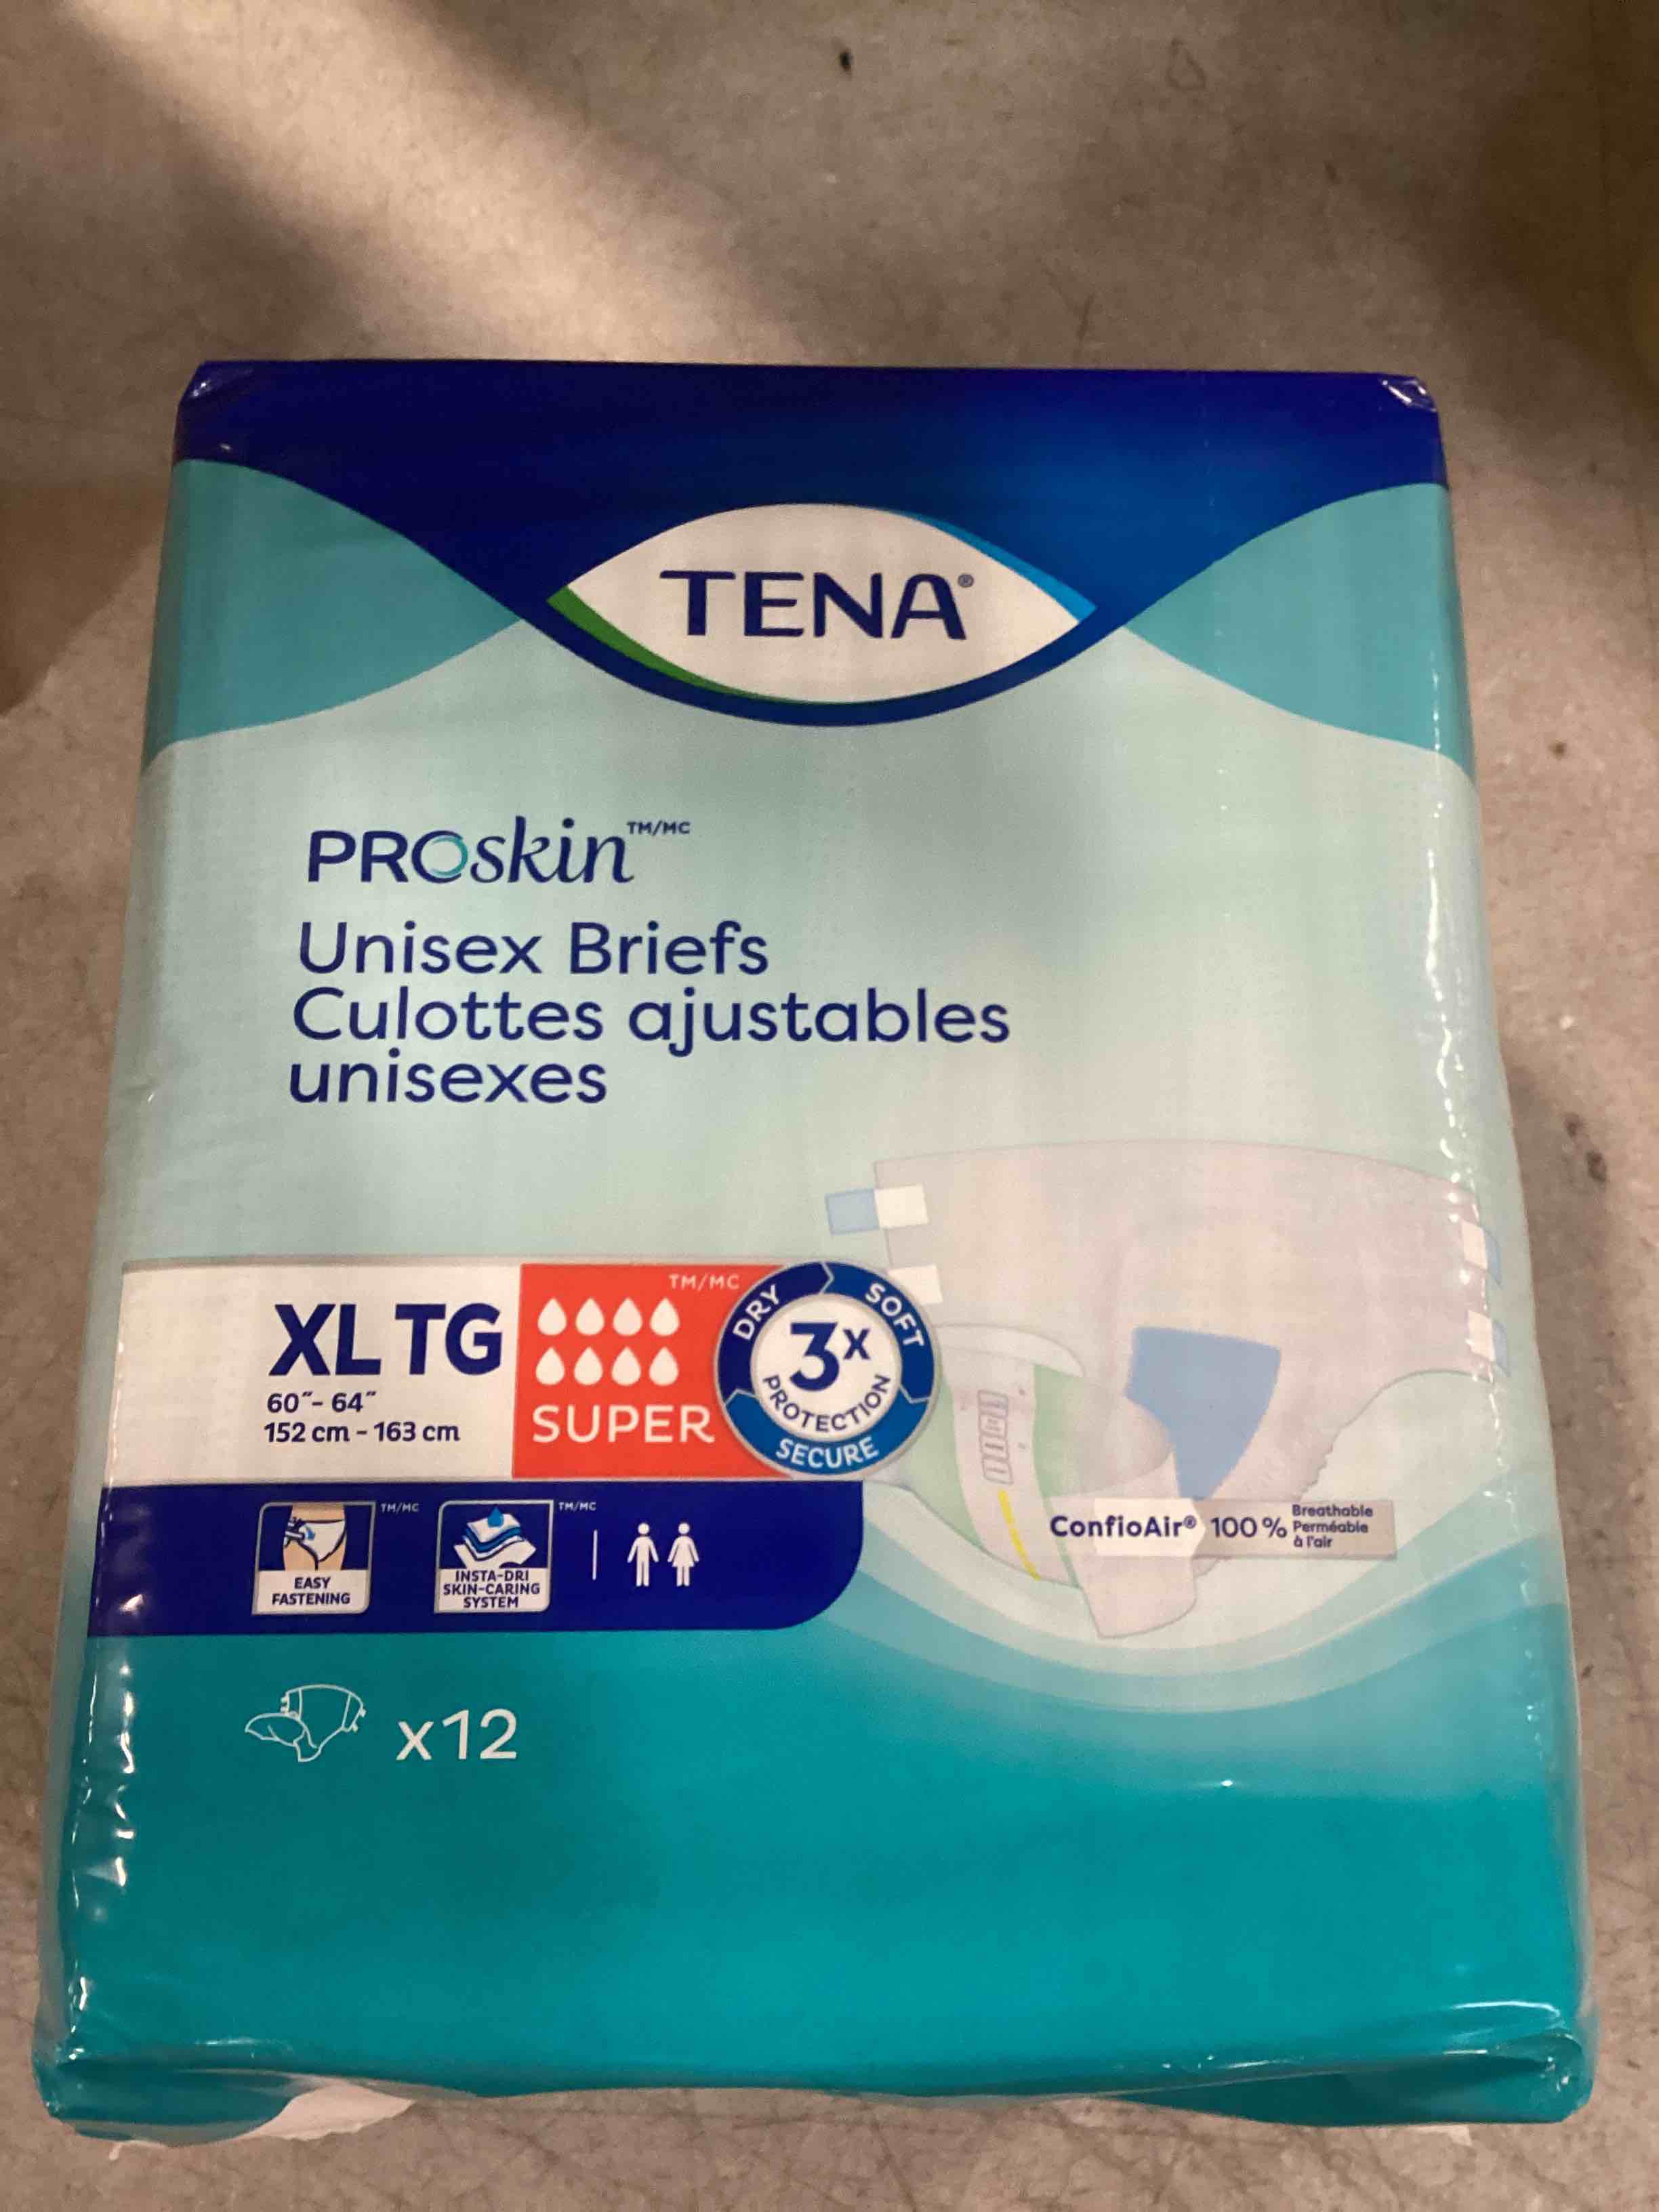 TENA®
PROskin™/MC
Unisex Briefs
Culottes ajustables
unisexes
XL TG
60″- 64″
152 cm - 163 cm
TM/MC
SUPER
DRY
SOFT
3x
PROTECTION
SECURE
TM/MC
EASY
FASTENING
TM/MC
INSTA-DRI
SKIN-CARING
SYSTEM
ConfioAir® 100%
Breathable
Perméable
à l'air
x12